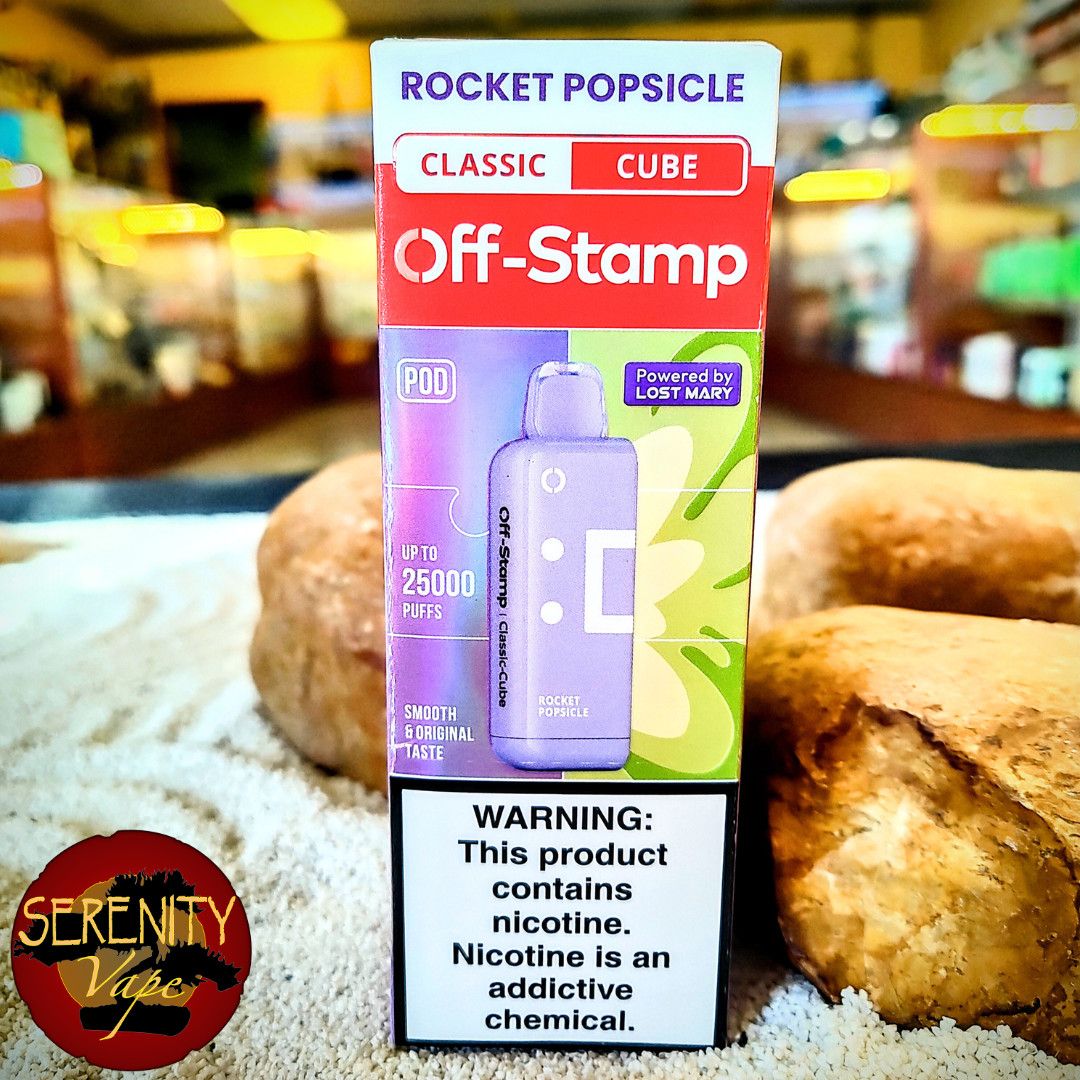 ROCKET POPSICLE
CLASSIC CUBE
Off-Stamp
POD
Powered by
LOST MARY
UP TO
25000
PUFFS
SMOOTH
& ORIGINAL
TASTE
Off-Stamp | Classic-Cube
ROCKET
POPSICLE
WARNING:
This product
contains
nicotine.
Nicotine is an
addictive
chemical.
SERENITY
Vape